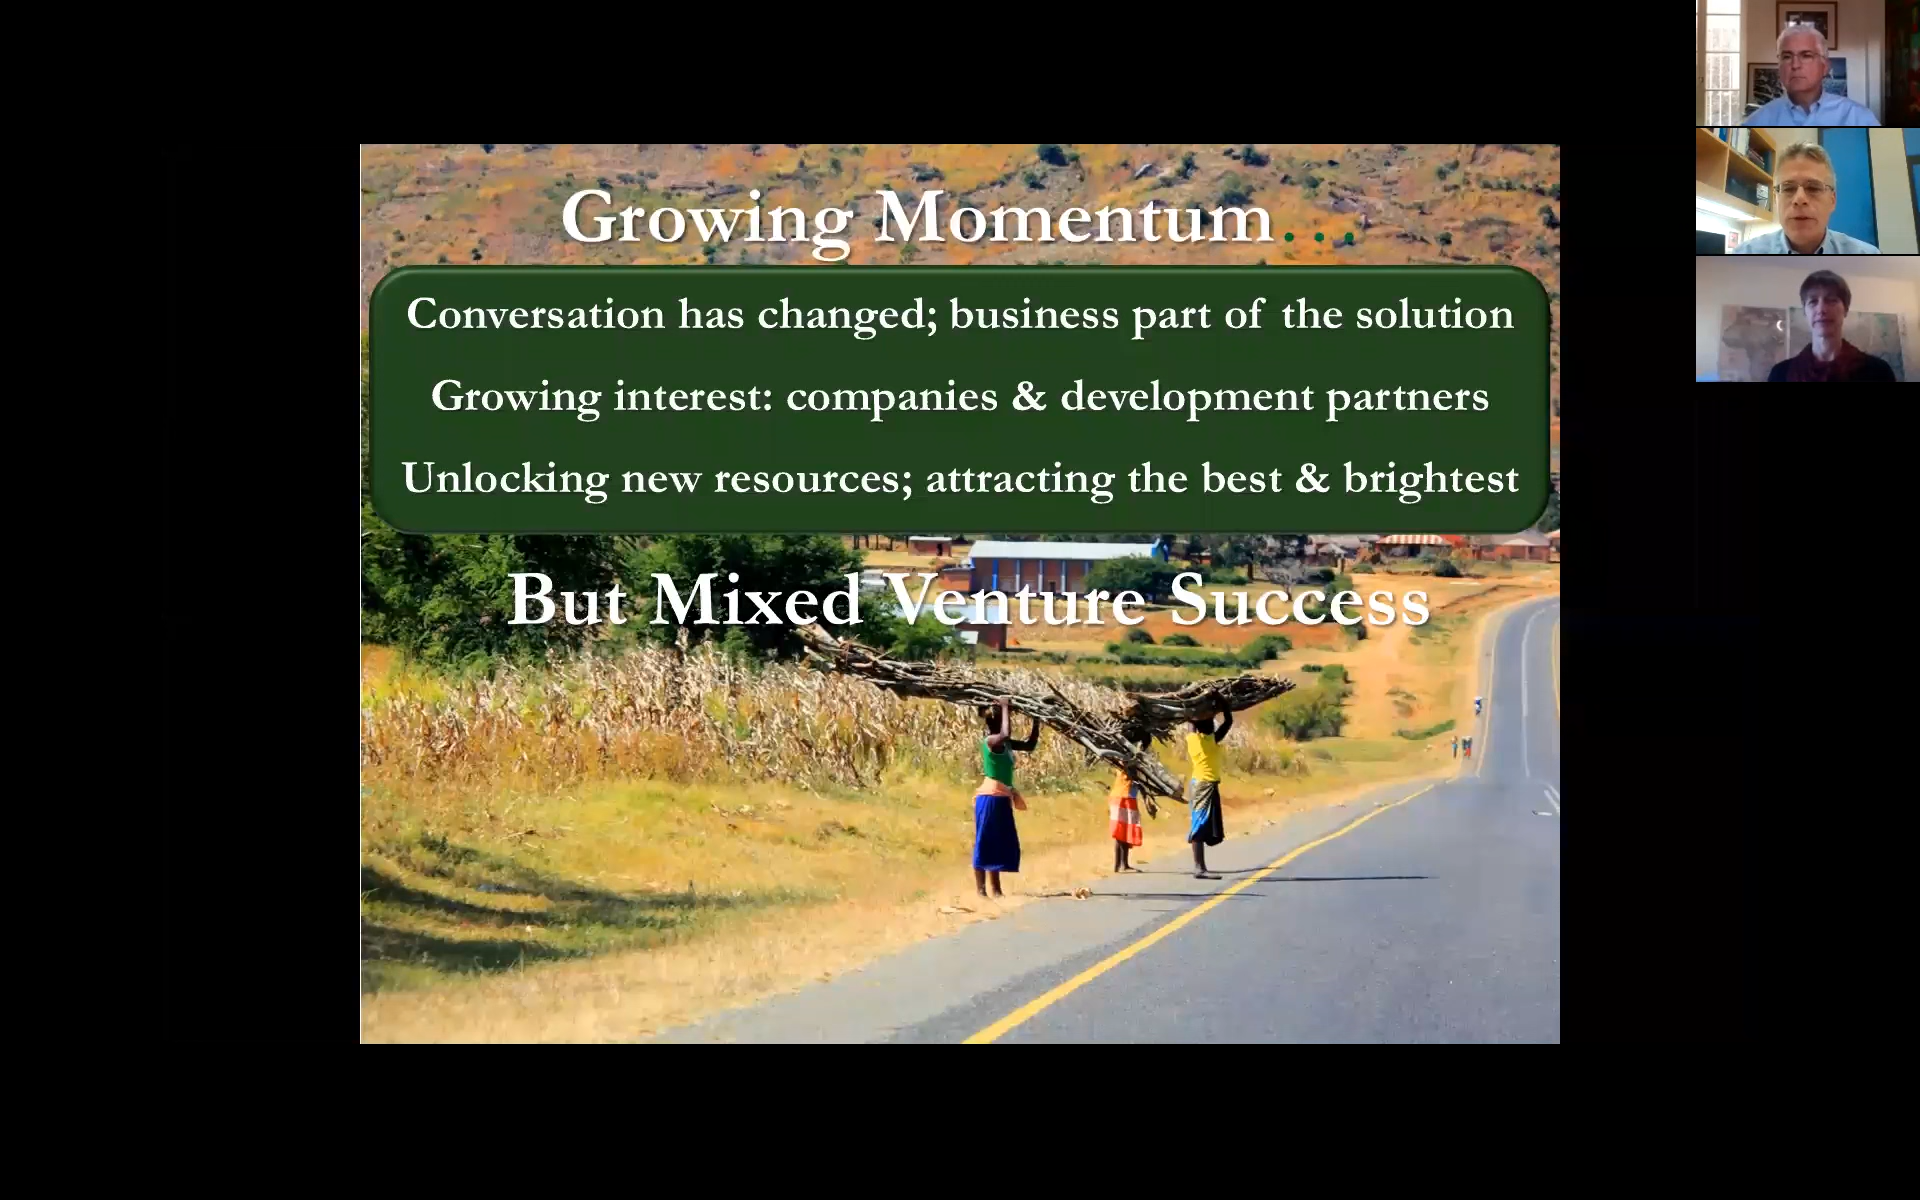 Growing Momentum...
Conversation has changed; business part of the solution
Growing interest: companies & development partners
Unlocking new resources; attracting the best & brightest
But Mixed Venture Success